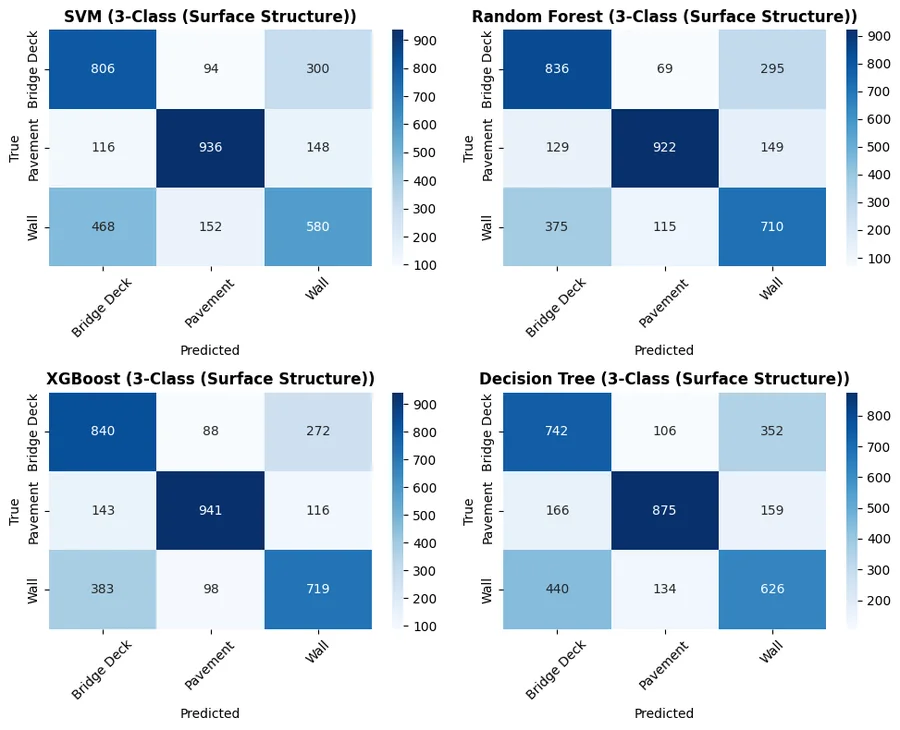 SVM (3-Class (Surface Structure))
True
Bridge Deck
Pavement
Wall
806 94 300
116 936 148
468 152 580
Bridge Deck
Pavement
Wall
Predicted
900
800
700
600
500
400
300
200
100
Random Forest (3-Class (Surface Structure))
True
Bridge Deck
Pavement
Wall
836 69 295
129 922 149
375 115 710
Bridge Deck
Pavement
Wall
Predicted
900
800
700
600
500
400
300
200
100
XGBoost (3-Class (Surface Structure))
True
Bridge Deck
Pavement
Wall
840 88 272
143 941 116
383 98 719
Bridge Deck
Pavement
Wall
Predicted
900
800
700
600
500
400
300
200
100
Decision Tree (3-Class (Surface Structure))
True
Bridge Deck
Pavement
Wall
742 106 352
166 875 159
440 134 626
Bridge Deck
Pavement
Wall
Predicted
800
700
600
500
400
300
200